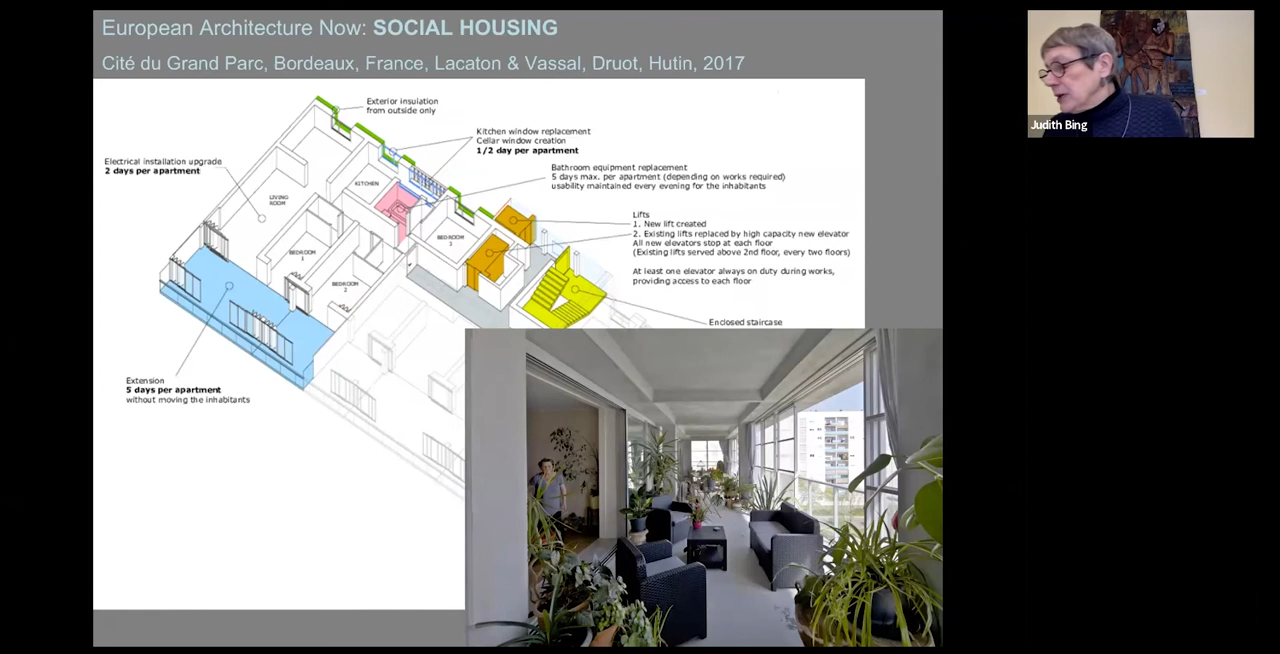 European Architecture Now: SOCIAL HOUSING
Cité du Grand Parc, Bordeaux, France, Lacaton & Vassal, Druot, Hutin, 2017
Judith Bing
Exterior insulation
from outside only
Kitchen window replacement
Cellar window creation
1/2 day per apartment
Electrical installation upgrade
2 days per apartment
Bathroom equipment replacement
5 days max. per apartment (depending on works required)
usability maintained every evening for the inhabitants
KITCHEN
LIVING
ROOM
Lifts
1. New lift created
2. Existing lifts replaced by high capacity new elevator
All new elevators stop at each floor
(Existing lifts served above 2nd floor, every two floors)
At least one elevator always on duty during works,
providing access to each floor
BEDROOM
3
BEDROOM
1
BEDROOM
2
Enclosed staircase
Extension
5 days per apartment
without moving the inhabitants